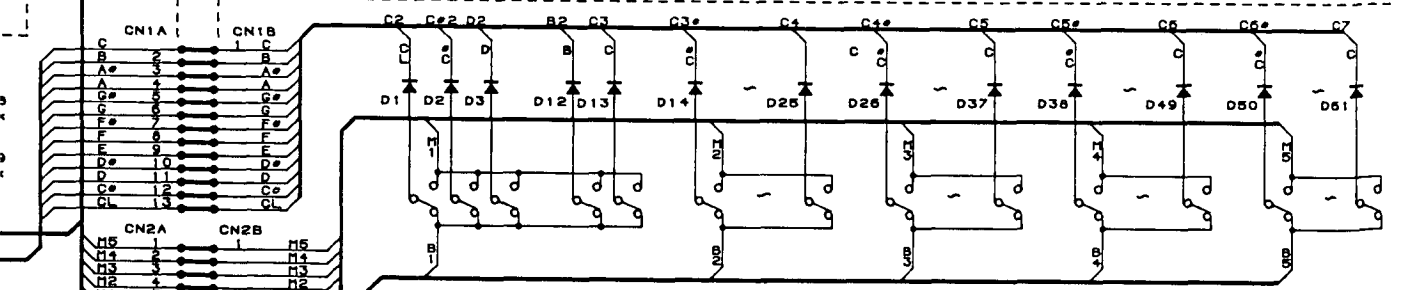 C2 C#2 D2 B2 C3 C3# C4 C4# C5 C5# C6 C6# C7
CN1A CN1B
CL #C D B C #C C C #C C #C C #C C
C 1 C
B 2 B
A# 3 A#
A 4 A
G# 5 G#
G 6 G
F# 7 F#
F 8 F
E 9 E
D# 10 D#
D 11 D
C# 12 C#
CL 13 CL
D1 D2 D3 D12 D13 D14 ~ D25 D26 ~ D37 D38 ~ D49 D50 ~ D61
M1 M2 M3 M4 M5
~ ~ ~ ~
CN2A CN2B
B1 B2 B3 B4 B5
M5 1 1 M5
M4 2 M4
M3 3 M3
M2 4 M2